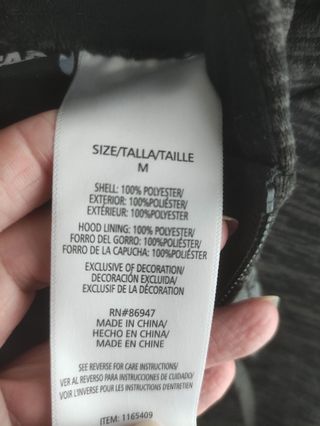 SIZE/TALLA/TAILLE
M
SHELL: 100% POLYESTER/
EXTERIOR: 100%POLIÉSTER/
EXTÉRIEUR: 100% POLYESTER
HOOD LINING: 100% POLYESTER/
FORRO DEL GORRO: 100%POLIÉSTER/
FORRO DE LA CAPUCHA: 100%POLIÉSTER
EXCLUSIVE OF DECORATION/
DECORACIÓN EXCLUIDA/
EXCLUSIF DE LA DÉCORATION
RN#86947
MADE IN CHINA/
HECHO EN CHINA/
MADE EN CHINE
SEE REVERSE FOR CARE INSTRUCTIONS/
VER AL REVERSO PARA INSTRUCCIONES DE CUIDADO/
VOIR L'INVERSE POUR LES INSTRUCTIONS D'ENTRETIEN
ITEM: 1165409